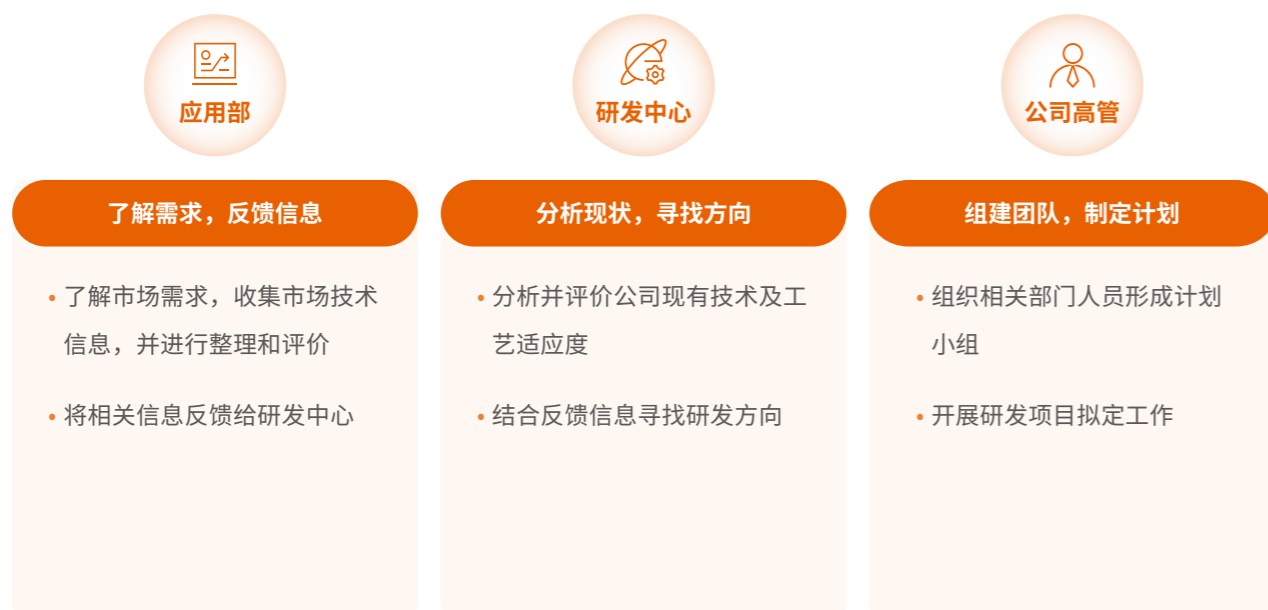 应用部
了解需求，反馈信息
• 了解市场需求，收集市场技术
信息，并进行整理和评价
• 将相关信息反馈给研发中心
研发中心
分析现状，寻找方向
• 分析并评价公司现有技术及工
艺适应度
• 结合反馈信息寻找研发方向
公司高管
组建团队，制定计划
• 组织相关部门人员形成计划
小组
• 开展研发项目拟定工作